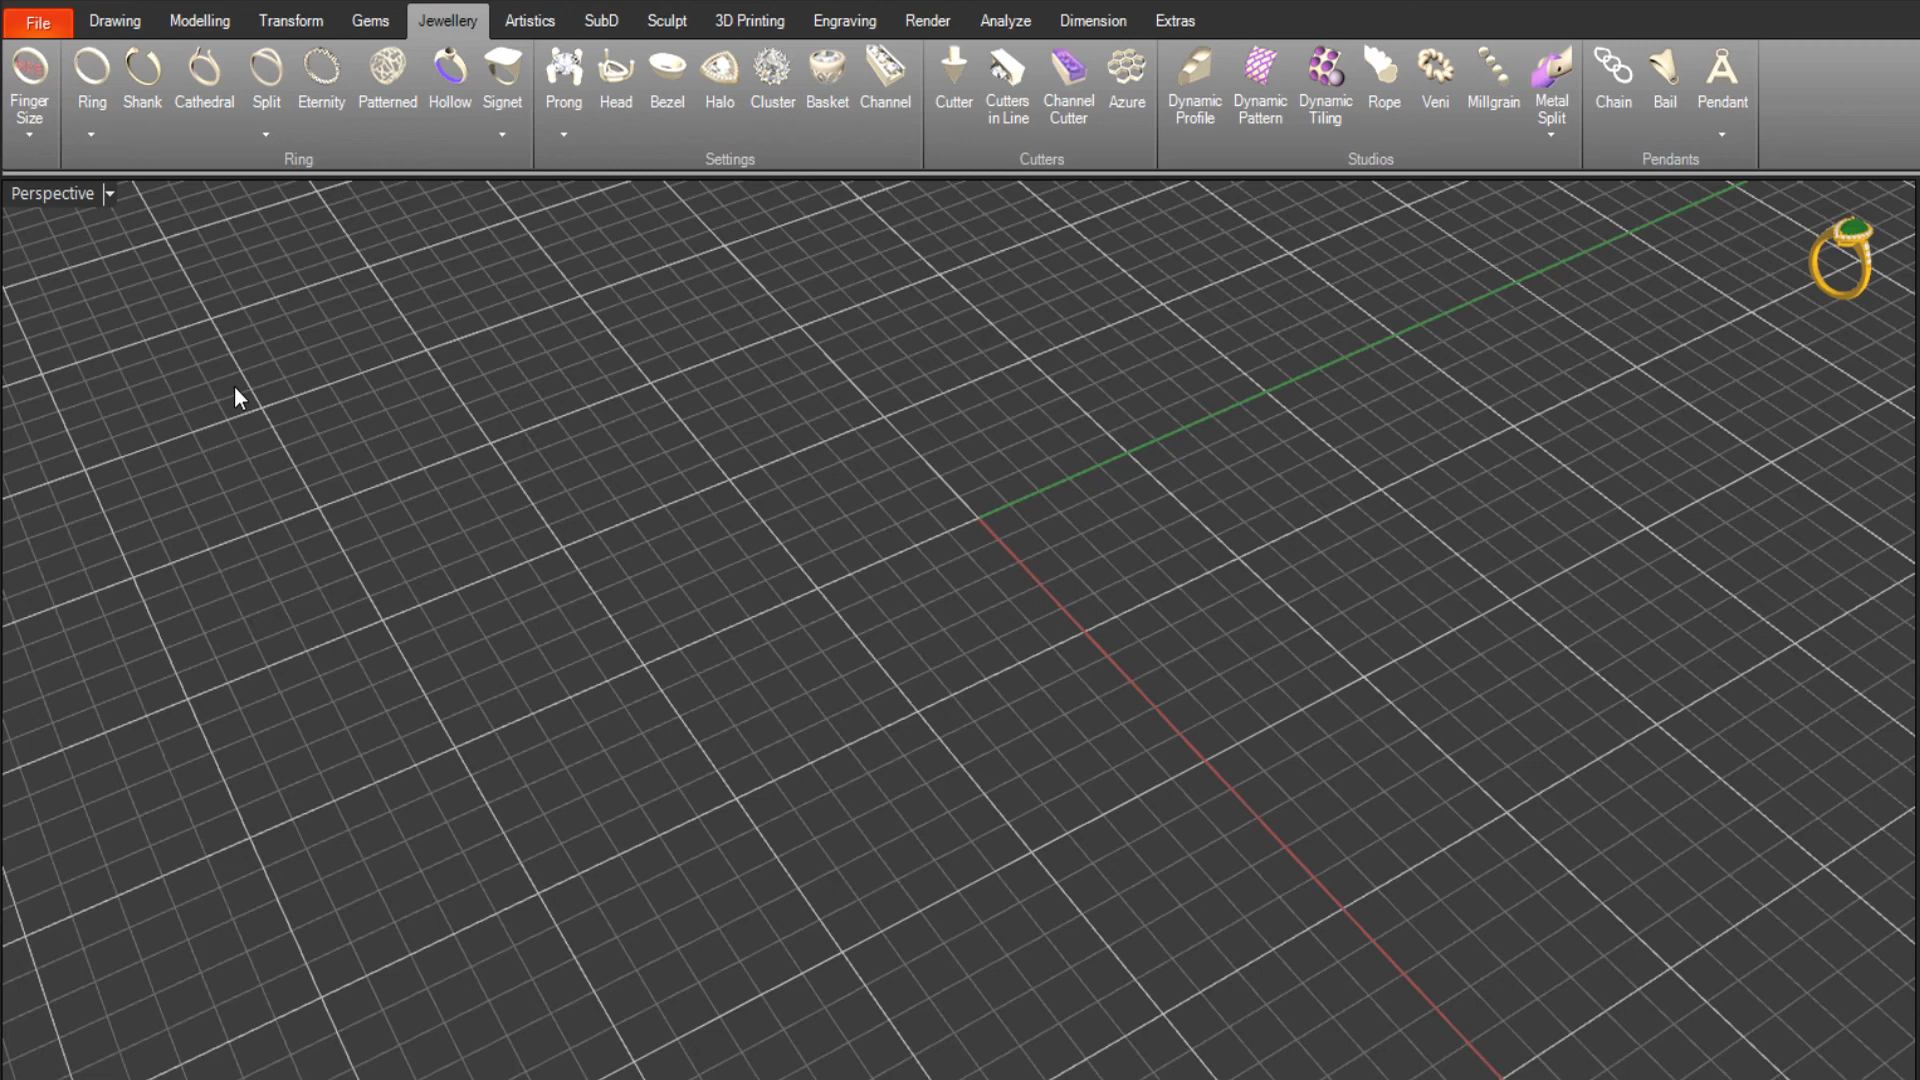 File Drawing Modelling Transform Gems Jewellery Artistics SubD Sculpt 3D Printing Engraving Render Analyze Dimension Extras
Finger Size Ring Shank Cathedral Split Eternity Patterned Hollow Signet Prong Head Bezel Halo Cluster Basket Channel Cutter Cutters in Line Channel Cutter Azure Dynamic Profile Dynamic Pattern Dynamic Tiling Rope Veni Millgrain Metal Split Chain Bail Pendant
Ring Settings Cutters Studios Pendants
Perspective